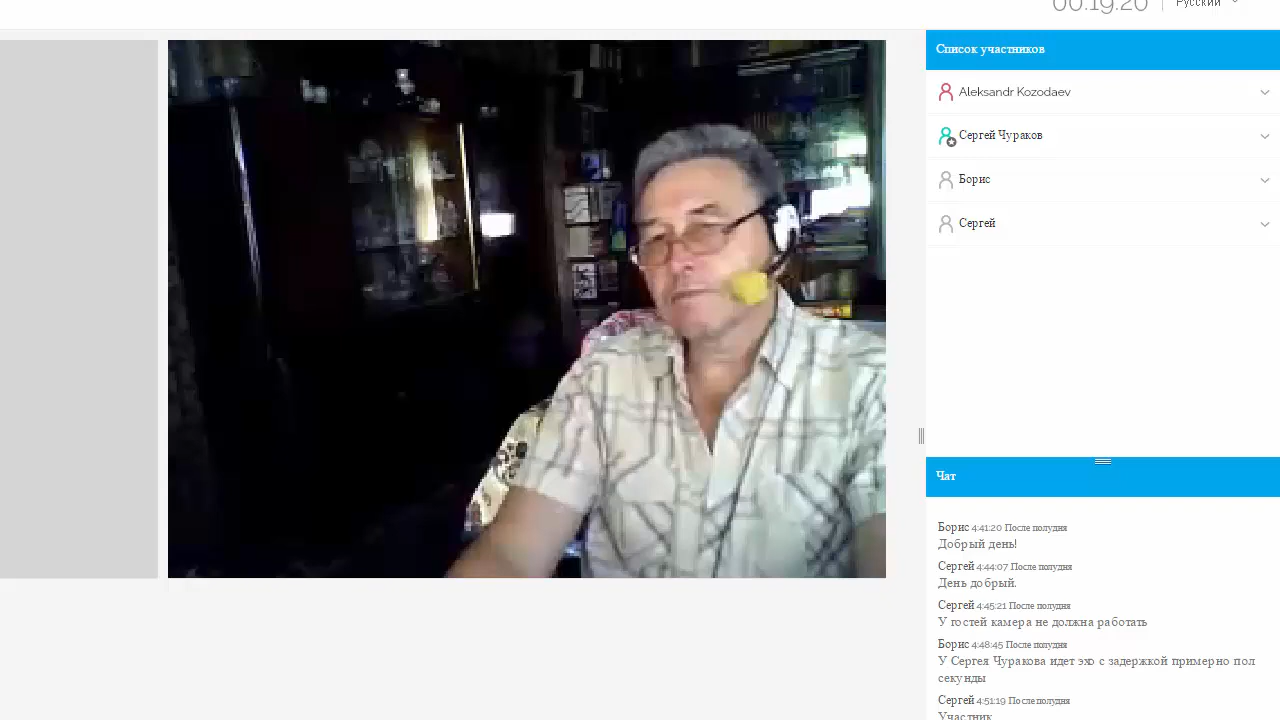 00:19:20
Русский
Список участников
Aleksandr Kozodaev
Сергей Чураков
Борис
Сергей
Чат
Борис 4:41:20 После полудня
Добрый день!
Сергей 4:44:07 После полудня
День добрый.
Сергей 4:45:21 После полудня
У гостей камера не должна работать
Борис 4:48:45 После полудня
У Сергея Чуракова идет эхо с задержкой примерно пол
секунды
Сергей 4:51:19 После полудня
Участник